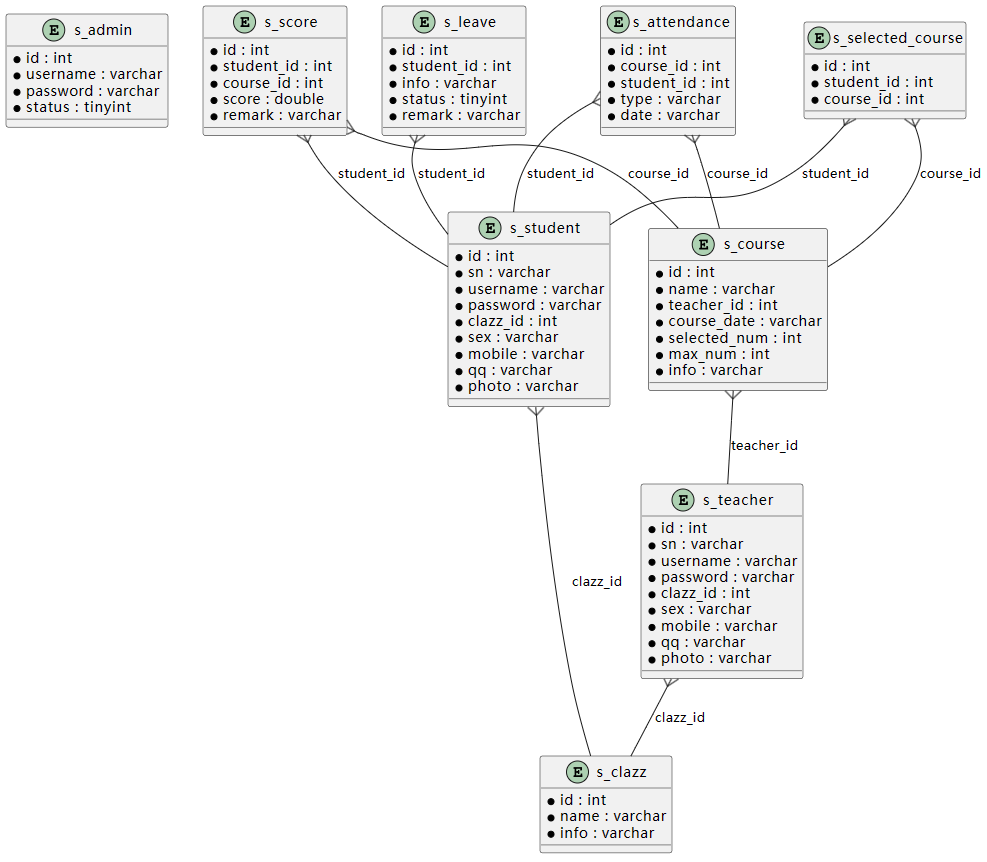 E s_admin
id : int
username : varchar
password : varchar
status : tinyint
E s_score
id : int
student_id : int
course_id : int
score : double
remark : varchar
E s_leave
id : int
student_id : int
info : varchar
status : tinyint
remark : varchar
E s_attendance
id : int
course_id : int
student_id : int
type : varchar
date : varchar
E s_selected_course
id : int
student_id : int
course_id : int
student_id
student_id
student_id
course_id
course_id
student_id
course_id
E s_student
id : int
sn : varchar
username : varchar
password : varchar
clazz_id : int
sex : varchar
mobile : varchar
qq : varchar
photo : varchar
E s_course
id : int
name : varchar
teacher_id : int
course_date : varchar
selected_num : int
max_num : int
info : varchar
teacher_id
E s_teacher
id : int
sn : varchar
username : varchar
password : varchar
clazz_id : int
sex : varchar
mobile : varchar
qq : varchar
photo : varchar
clazz_id
clazz_id
E s_clazz
id : int
name : varchar
info : varchar